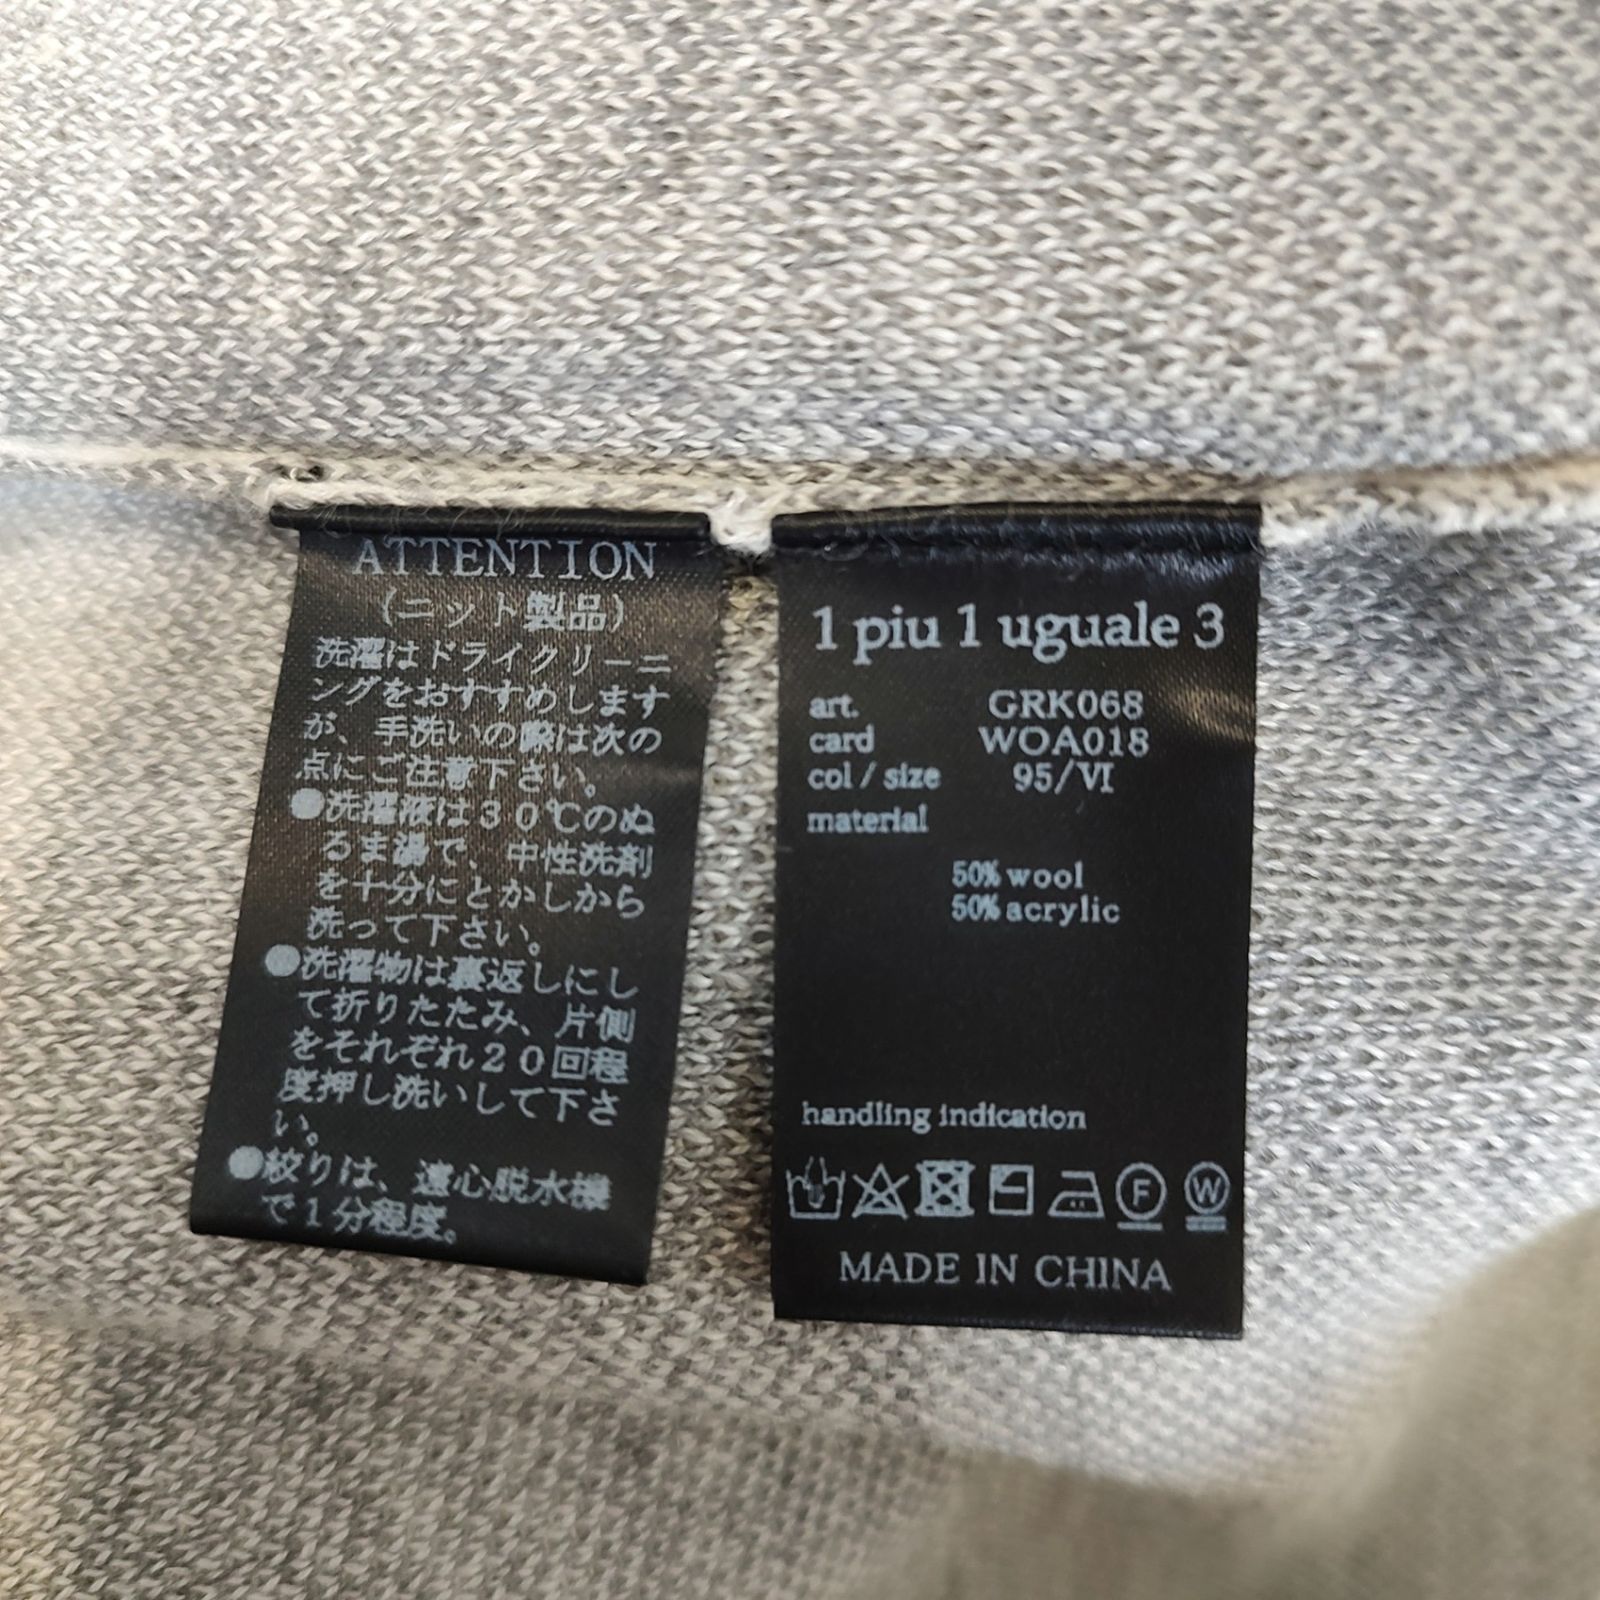 ATTENTION
(ニット製品)
洗濯はドライクリーニ
ングをおすすめします
が、手洗いの際は次の
点にご注意下さい。
●洗濯液は30℃のぬ
るま湯で、中性洗剤
を十分にとかしから
洗って下さい。
●洗濯物は裏返しにし
て折りたたみ、片側
をそれぞれ20回程
度押し洗いして下さ
い。
●絞りは、遠心脱水機
で1分程度。
1 piu 1 uguale 3
art. GRK068
card WOA018
col / size 95/VI
material
50% wool
50% acrylic
handling indication
F W
MADE IN CHINA